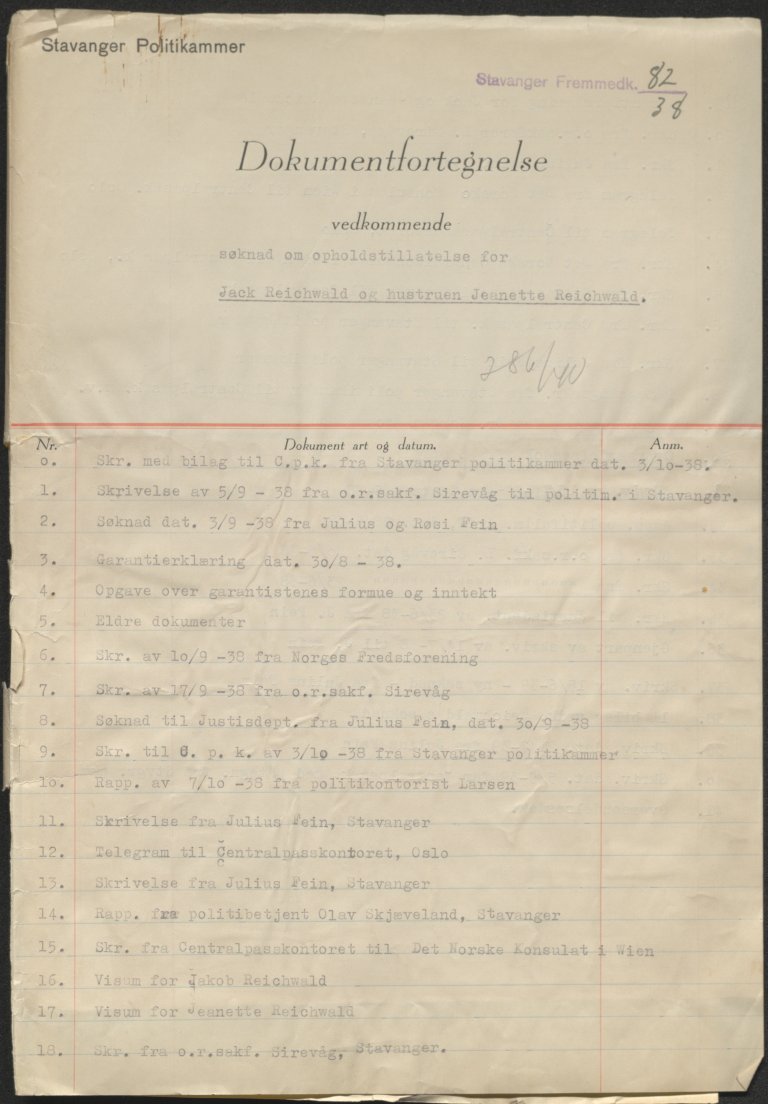 Stavanger Politikammer
Stavanger Fremmedk. 82
38
Dokumentfortegnelse
vedkommende
søknad om opholdstillatelse for
Jack Reichwald og hustruen Jeanette Reichwald.
286/40
Nr. Dokument art og datum. Anm.
o. Skr. med bilag til C.p.k. fra Stavanger politikammer dat. 3/1o-38.
1. Skrivelse av 5/9 - 38 fra o.r.sakf. Sirevåg til politim. i Stavanger.
2. Søknad dat. 3/9 -38 fra Julius og Røsi Fein
3. Garantierklæring dat. 3o/8 - 38.
4. Opgave over garantistenes formue og inntekt
5. Eldre dokumenter
6. Skr. av 1o/9 -38 fra Norges Fredsforening
7. Skr. av 17/9 -38 fra o.r.sakf. Sirevåg
8. Søknad til Justisdept. fra Julius Fein, dat. 3o/9 -38
9. Skr. til C. p. k. av 3/1o -38 fra Stavanger politikammer
1o. Rapp. av 7/1o -38 fra politikontorist Larsen
11. Skrivelse fra Julius Fein, Stavanger
12. Telegram til Centralpasskontoret, Oslo
13. Skrivelse fra Julius Fein, Stavanger
14. Rapp. fra politibetjent Olav Skjæveland, Stavanger
15. Skr. fra Centralpasskontoret til Det Norske Konsulat i Wien
16. Visum for Jakob Reichwald
17. Visum for Jeanette Reichwald
18. Skr. fra o.r.sakf. Sirevåg, Stavanger.